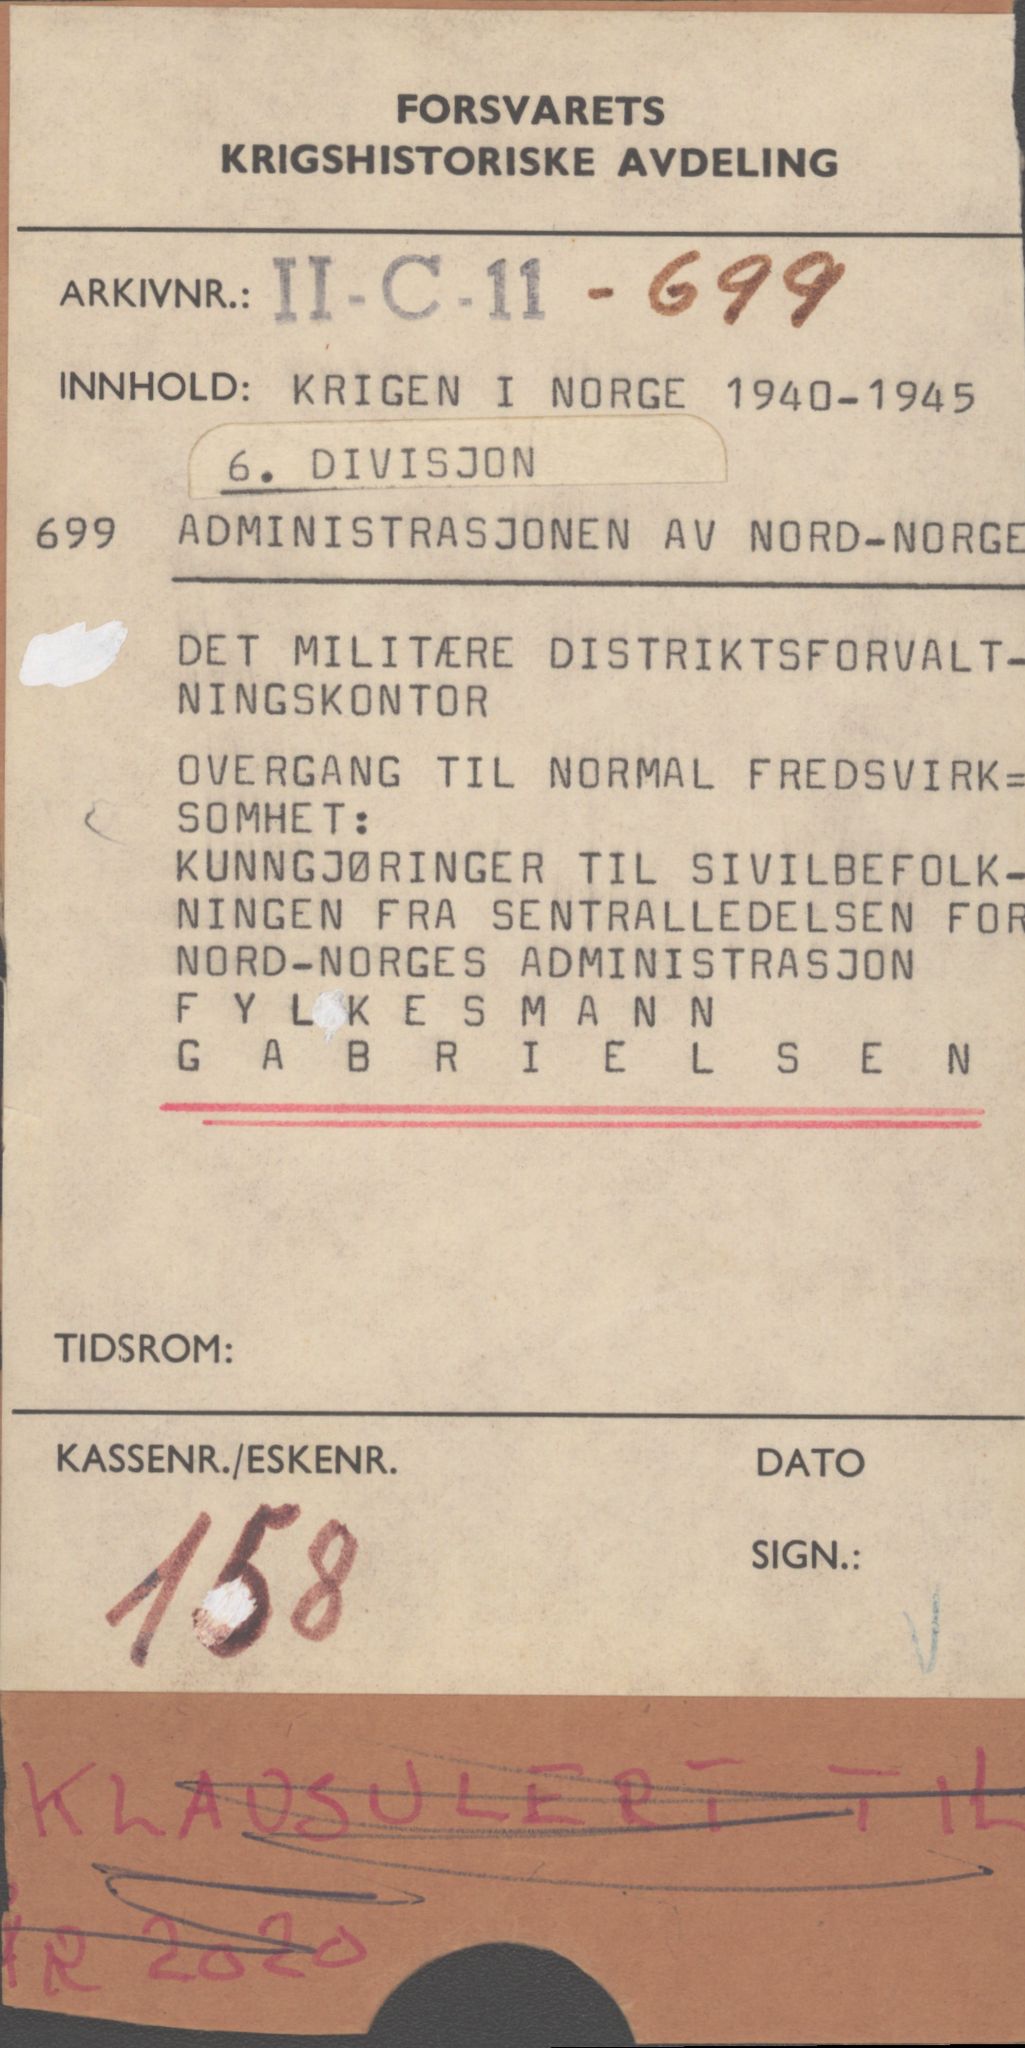 FORSVARETS
KRIGSHISTORISKE AVDELING
ARKIVNR.: II-C-11 - 699
INNHOLD: KRIGEN I NORGE 1940-1945
6. DIVISJON
699 ADMINISTRASJONEN AV NORD-NORGE
DET MILITÆRE DISTRIKTSFORVALT-
NINGSKONTOR
OVERGANG TIL NORMAL FREDSVIRK=
SOMHET:
KUNNGJØRINGER TIL SIVILBEFOLK-
NINGEN FRA SENTRALLEDELSEN FOR
NORD-NORGES ADMINISTRASJON
F Y L K E S M A N N
G A B R I E L S E N
TIDSROM:
KASSENR./ESKENR. DATO
158
SIGN.:
V
KLAUSULERT TIL
ÅR 2020